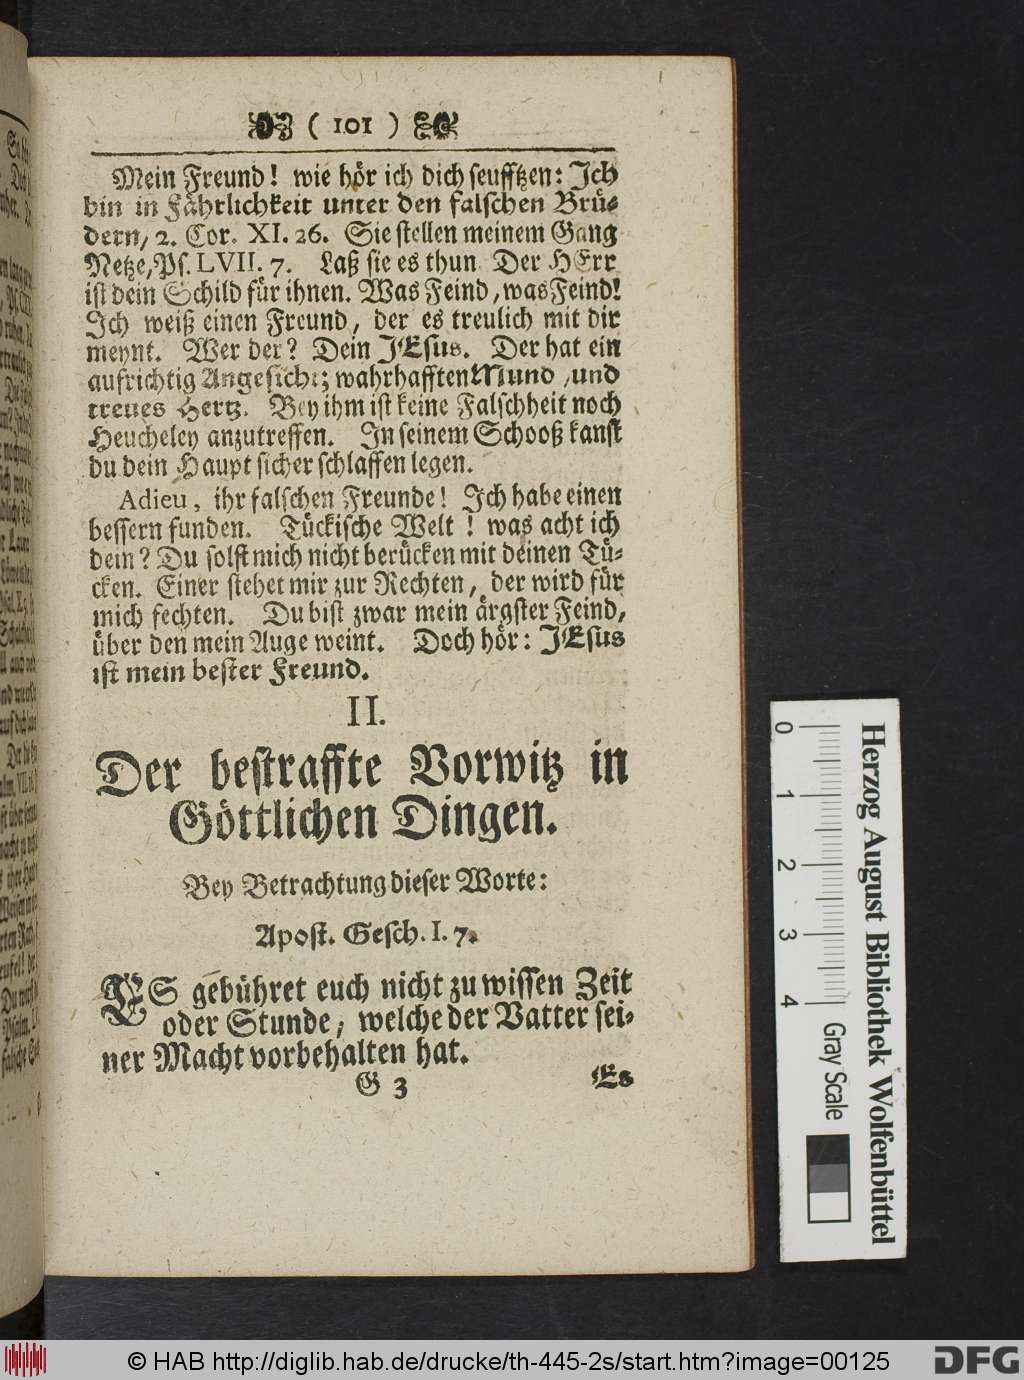 ( 101 )
Mein Freund! wie hör ich dich seufftzen: Ich
bin in Fährlichkeit unter den falschen Brü-
dern, 2. Cor. XI. 26. Sie stellen meinem Gang
Netze, Ps. LVII. 7. Laß sie es thun Der HErr
ist dein Schild für ihnen. Was Feind, was Feind!
Ich weiß einen Freund, der es treulich mit dir
meynt. Wer der? Dein JEsus. Der hat ein
aufrichtig Angesicht; wahrhafften Mund, und
treues Hertz. Bey ihm ist keine Falschheit noch
Heucheley anzutreffen. In seinem Schooß kanst
du dein Haupt sicher schlaffen legen.
Adieu, ihr falschen Freunde! Ich habe einen
bessern funden. Tückische Welt! was acht ich
dein? Du solst mich nicht berücken mit deinen Tü-
cken. Einer stehet mir zur Rechten, der wird für
mich fechten. Du bist zwar mein ärgster Feind,
über den mein Auge weint. Doch hör: JEsus
ist mein bester Freund.
II.
Der bestraffte Vorwitz in
Göttlichen Dingen.
Bey Betrachtung dieser Worte:
Apost. Gesch. I. 7.
ES gebühret euch nicht zu wissen Zeit
oder Stunde, welche der Vatter sei-
ner Macht vorbehalten hat.
G 3 Es
0 1 2 3 4 Gray Scale
Herzog August Bibliothek Wolfenbüttel
© HAB http://diglib.hab.de/drucke/th-445-2s/start.htm?image=00125
DFG